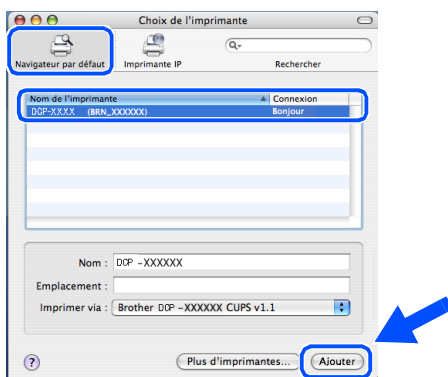 Choix de l'imprimante
Navigateur par défaut
Imprimante IP
Q
Rechercher
Nom de l'imprimante Connexion
DCP-XXXX (BRN_XXXXXX) Bonjour
Nom : DCP -XXXXXX
Emplacement :
Imprimer via : Brother DCP -XXXXXX CUPS v1.1
? Plus d'imprimantes... Ajouter